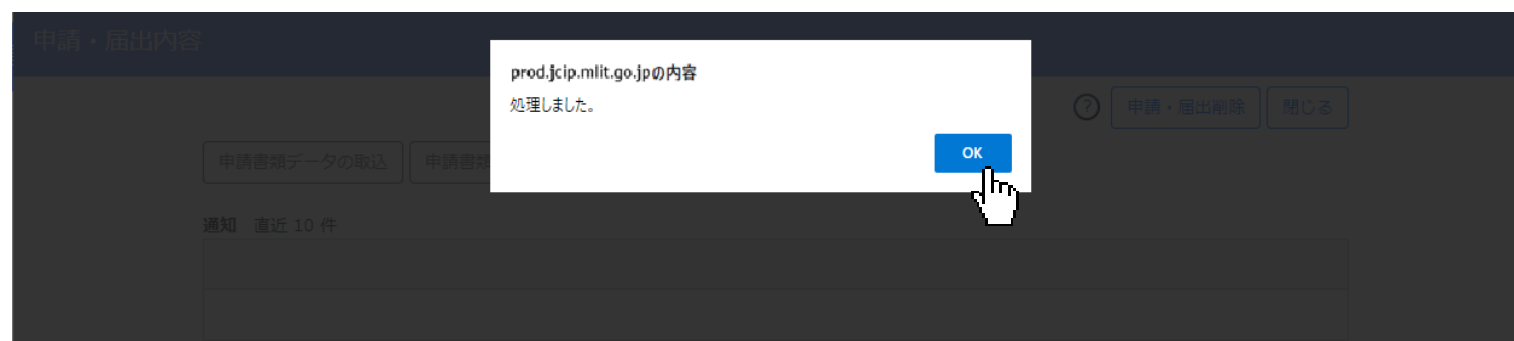 申請・届出内容
prod.jcip.mlit.go.jpの内容
処理しました。
OK
? 申請・届出削除 閉じる
申請書類データの取込 申請書類
通知 直近 10 件